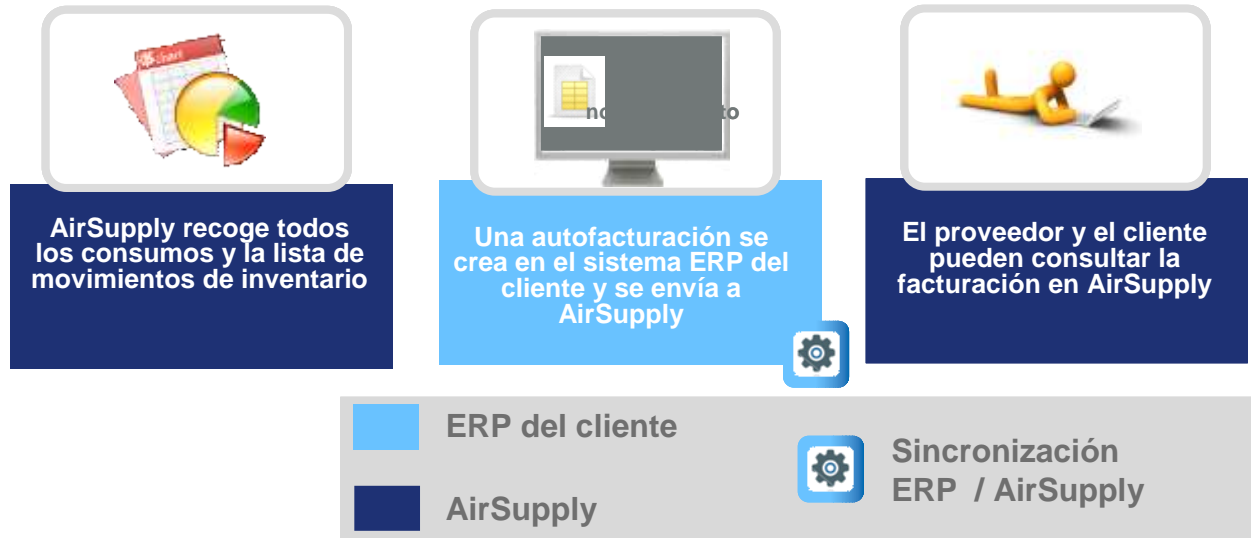 AirSupply recoge todos
los consumos y la lista de
movimientos de inventario
Una autofacturación se
crea en el sistema ERP del
cliente y se envía a
AirSupply
El proveedor y el cliente
pueden consultar la
facturación en AirSupply
ERP del cliente
AirSupply
Sincronización
ERP / AirSupply